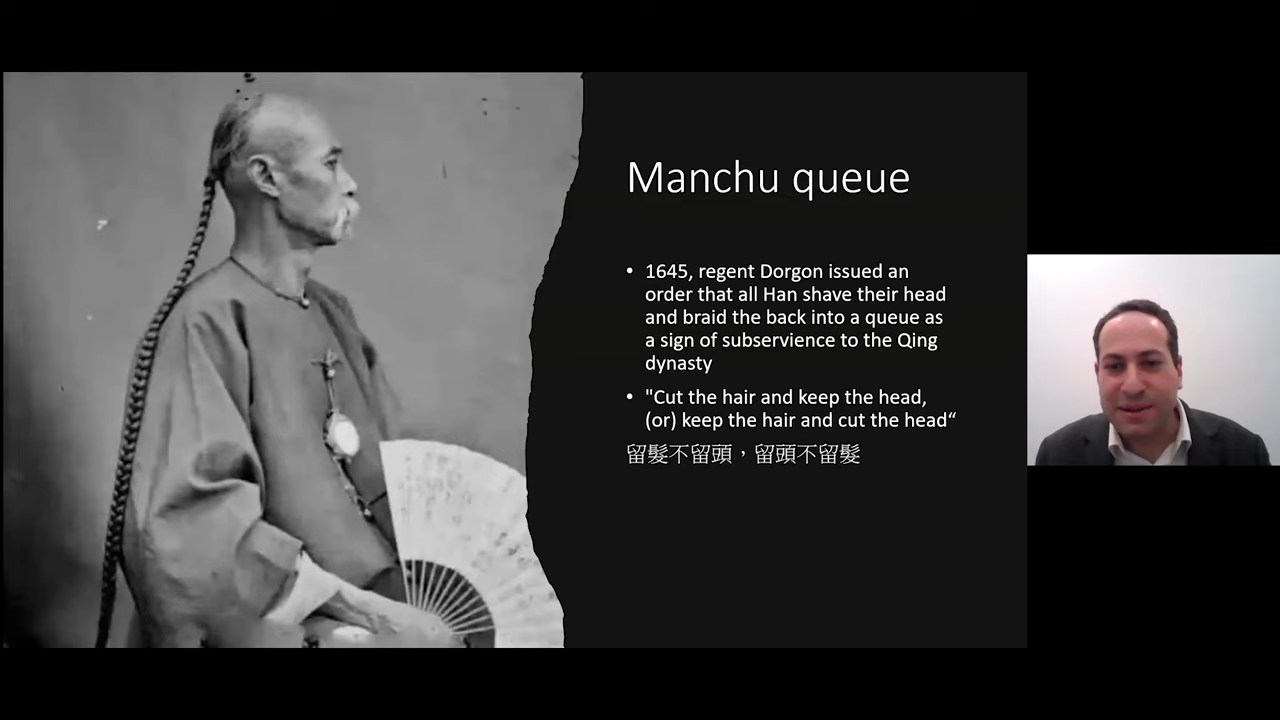 Manchu queue
• 1645, regent Dorgon issued an
order that all Han shave their head
and braid the back into a queue as
a sign of subservience to the Qing
dynasty
• "Cut the hair and keep the head,
(or) keep the hair and cut the head“
留髮不留頭，留頭不留髮